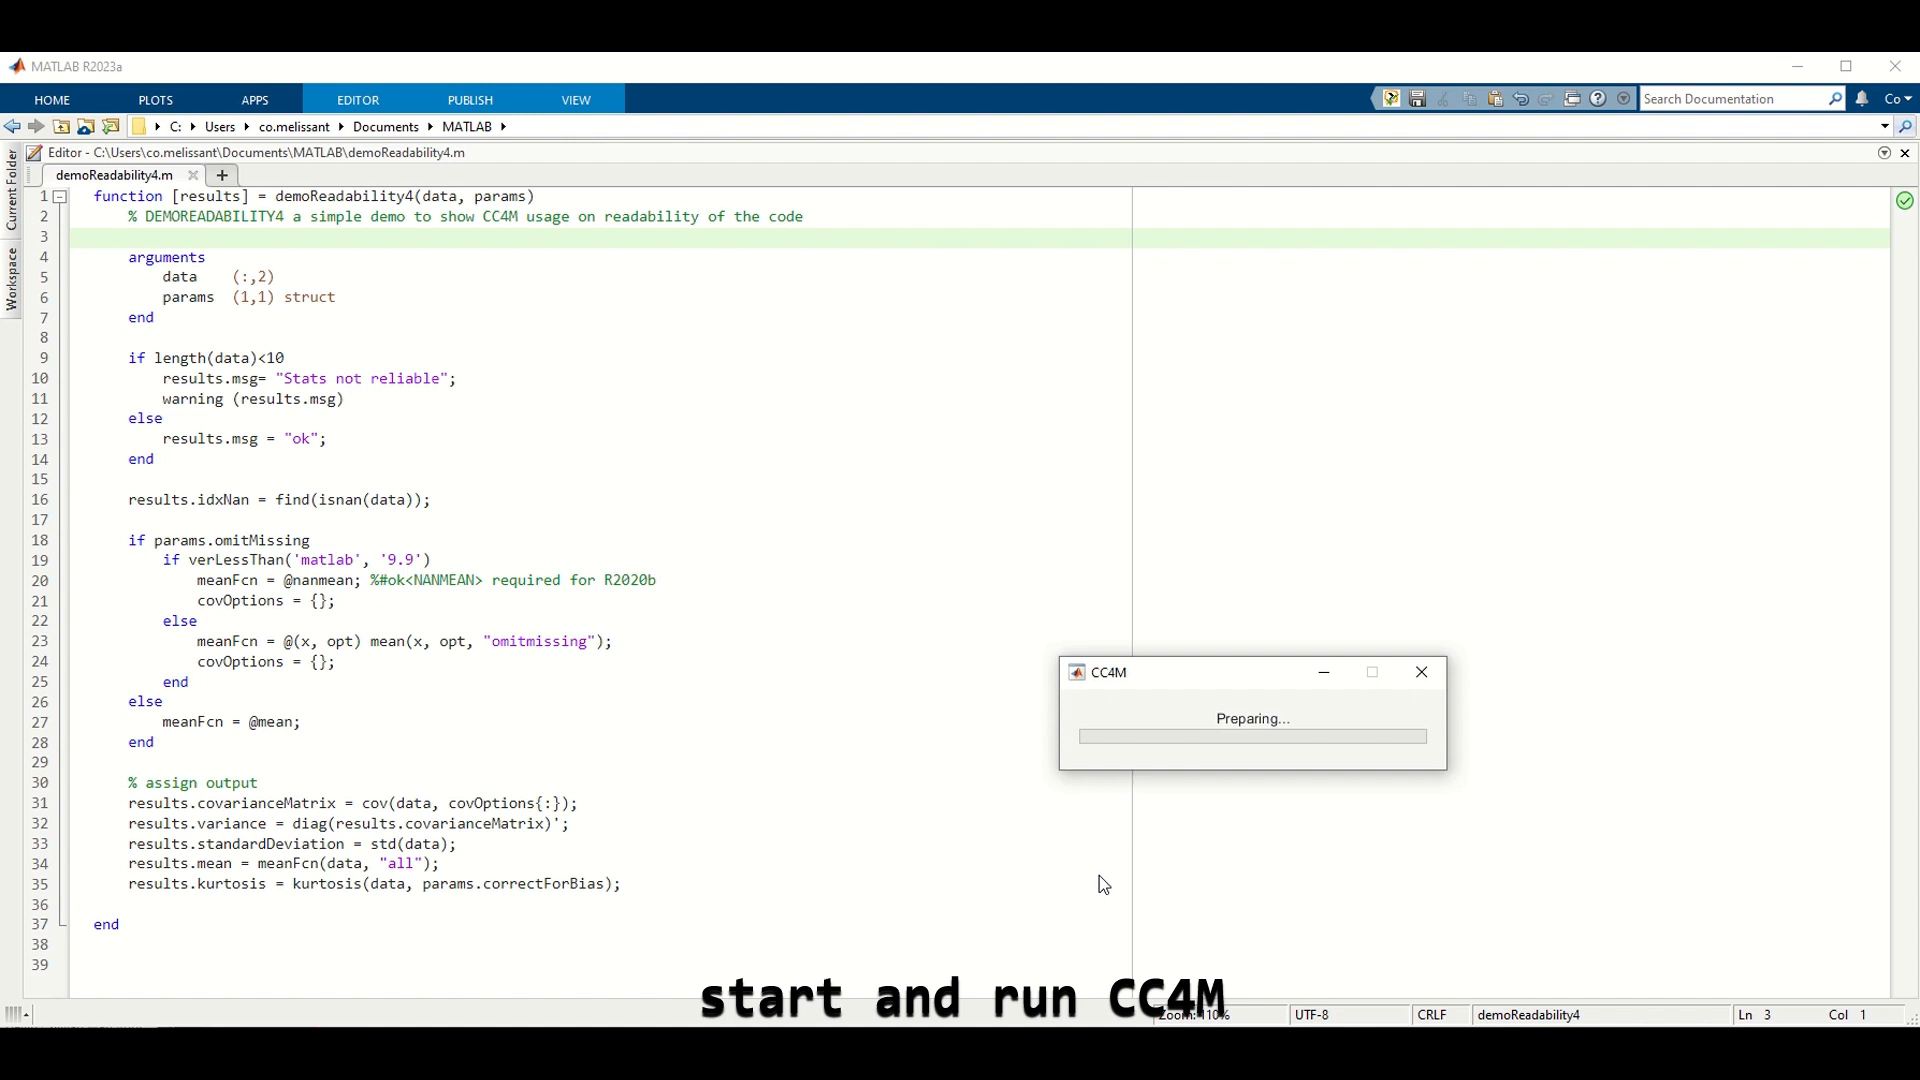 MATLAB R2023a
HOME PLOTS APPS EDITOR PUBLISH VIEW Search Documentation Co
C: Users co.melissant Documents MATLAB
Editor - C:\Users\co.melissant\Documents\MATLAB\demoReadability4.m
demoReadability4.m +
Current Folder
Workspace
1 function [results] = demoReadability4(data, params)
2 % DEMOREADABILITY4 a simple demo to show CC4M usage on readability of the code
3
4 arguments
5 data (:,2)
6 params (1,1) struct
7 end
8
9 if length(data)<10
10 results.msg= "Stats not reliable";
11 warning (results.msg)
12 else
13 results.msg = "ok";
14 end
15
16 results.idxNan = find(isnan(data));
17
18 if params.omitMissing
19 if verLessThan('matlab', '9.9')
20 meanFcn = @nanmean; %#ok<NANMEAN> required for R2020b
21 covOptions = {};
22 else
23 meanFcn = @(x, opt) mean(x, opt, "omitmissing");
24 covOptions = {};
25 end
26 else
27 meanFcn = @mean;
28 end
29
30 % assign output
31 results.covarianceMatrix = cov(data, covOptions{:});
32 results.variance = diag(results.covarianceMatrix)';
33 results.standardDeviation = std(data);
34 results.mean = meanFcn(data, "all");
35 results.kurtosis = kurtosis(data, params.correctForBias);
36
37 end
38
39
CC4M
Preparing...
start and run CC4M
Zoom: 110% UTF-8 CRLF demoReadability4 Ln 3 Col 1